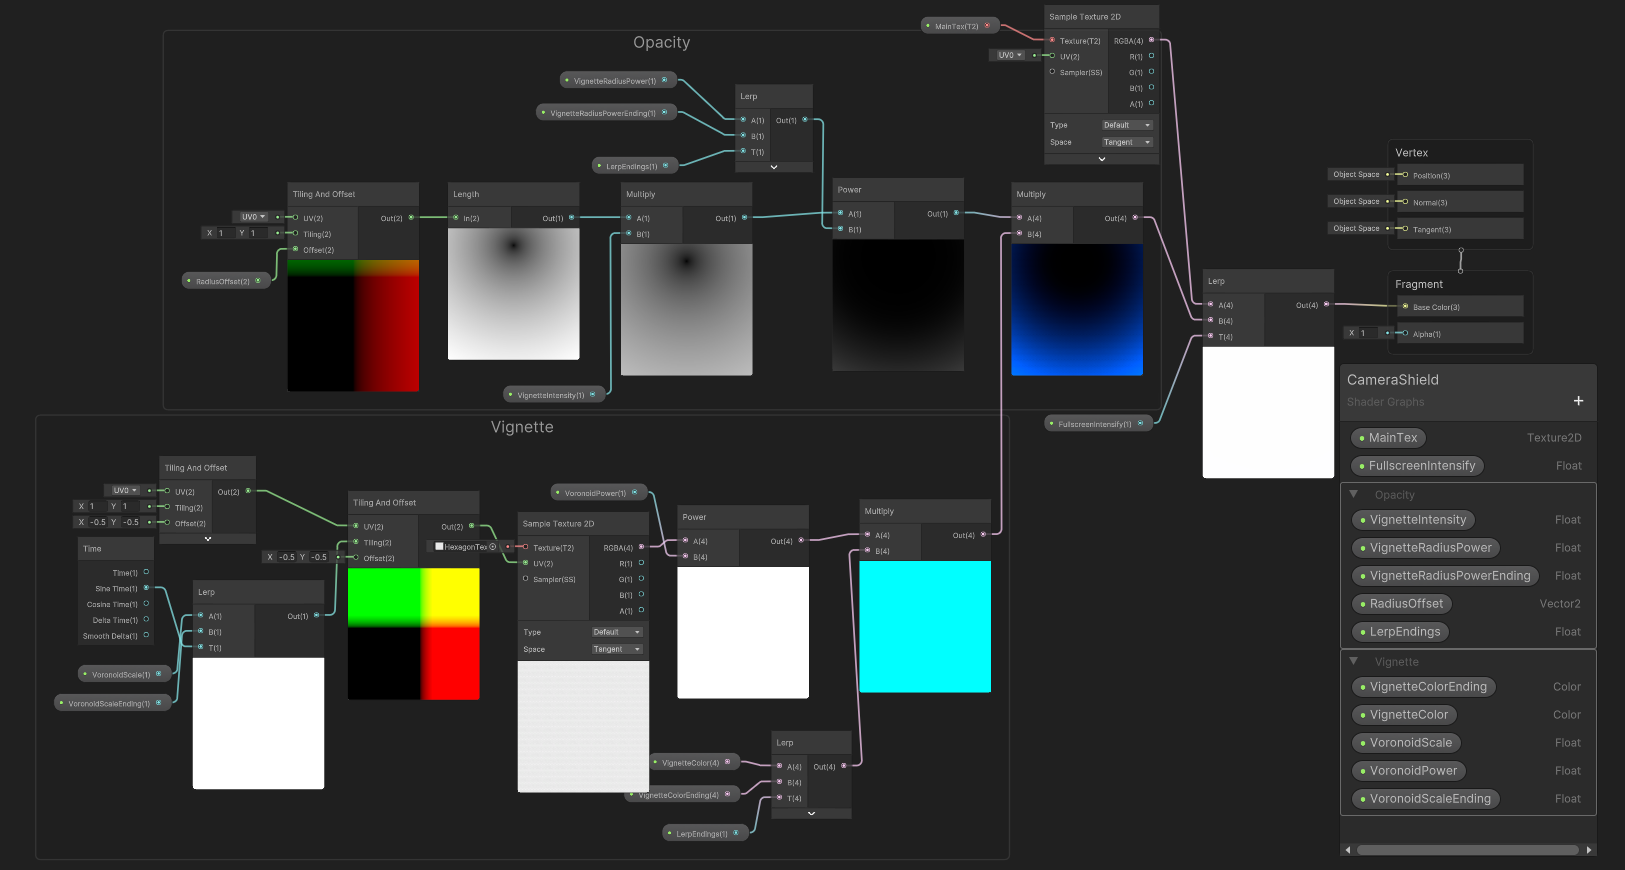 MainTex(T2)
Sample Texture 2D
Texture(T2)
RGBA(4)
UV0
UV(2)
R(1)
Sampler(SS)
G(1)
B(1)
A(1)
Type
Default
Space
Tangent
Opacity
VignetteRadiusPower(1)
VignetteRadiusPowerEnding(1)
LerpEndings(1)
Lerp
A(1)
Out(1)
B(1)
T(1)
Tiling And Offset
UV0
UV(2)
Out(2)
X 1 Y 1
Tiling(2)
Offset(2)
RadiusOffset(2)
Length
In(2)
Out(1)
Multiply
A(1)
Out(1)
B(1)
VignetteIntensity(1)
Power
A(1)
Out(1)
B(1)
Multiply
A(4)
Out(4)
B(4)
Lerp
A(4)
Out(4)
B(4)
T(4)
FullscreenIntensify(1)
Vertex
Object Space
Position(3)
Object Space
Normal(3)
Object Space
Tangent(3)
Fragment
Base Color(3)
X 1
Alpha(1)
Vignette
Tiling And Offset
UV0
UV(2)
Out(2)
X 1 Y 1
Tiling(2)
X -0.5 Y -0.5
Offset(2)
Time
Time(1)
Sine Time(1)
Cosine Time(1)
Delta Time(1)
Smooth Delta(1)
VoronoidScale(1)
VoronoidScaleEnding(1)
Lerp
A(1)
Out(1)
B(1)
T(1)
Tiling And Offset
UV(2)
Out(2)
Tiling(2)
X -0.5 Y -0.5
Offset(2)
HexagonTex
Sample Texture 2D
Texture(T2)
RGBA(4)
UV(2)
R(1)
Sampler(SS)
G(1)
B(1)
A(1)
Type
Default
Space
Tangent
VoronoidPower(1)
Power
A(4)
Out(4)
B(4)
Multiply
A(4)
Out(4)
B(4)
VignetteColor(4)
VignetteColorEnding(4)
LerpEndings(1)
Lerp
A(4)
Out(4)
B(4)
T(4)
CameraShield
Shader Graphs
+
MainTex
Texture2D
FullscreenIntensify
Float
Opacity
VignetteIntensity
Float
VignetteRadiusPower
Float
VignetteRadiusPowerEnding
Float
RadiusOffset
Vector2
LerpEndings
Float
Vignette
VignetteColorEnding
Color
VignetteColor
Color
VoronoidScale
Float
VoronoidPower
Float
VoronoidScaleEnding
Float